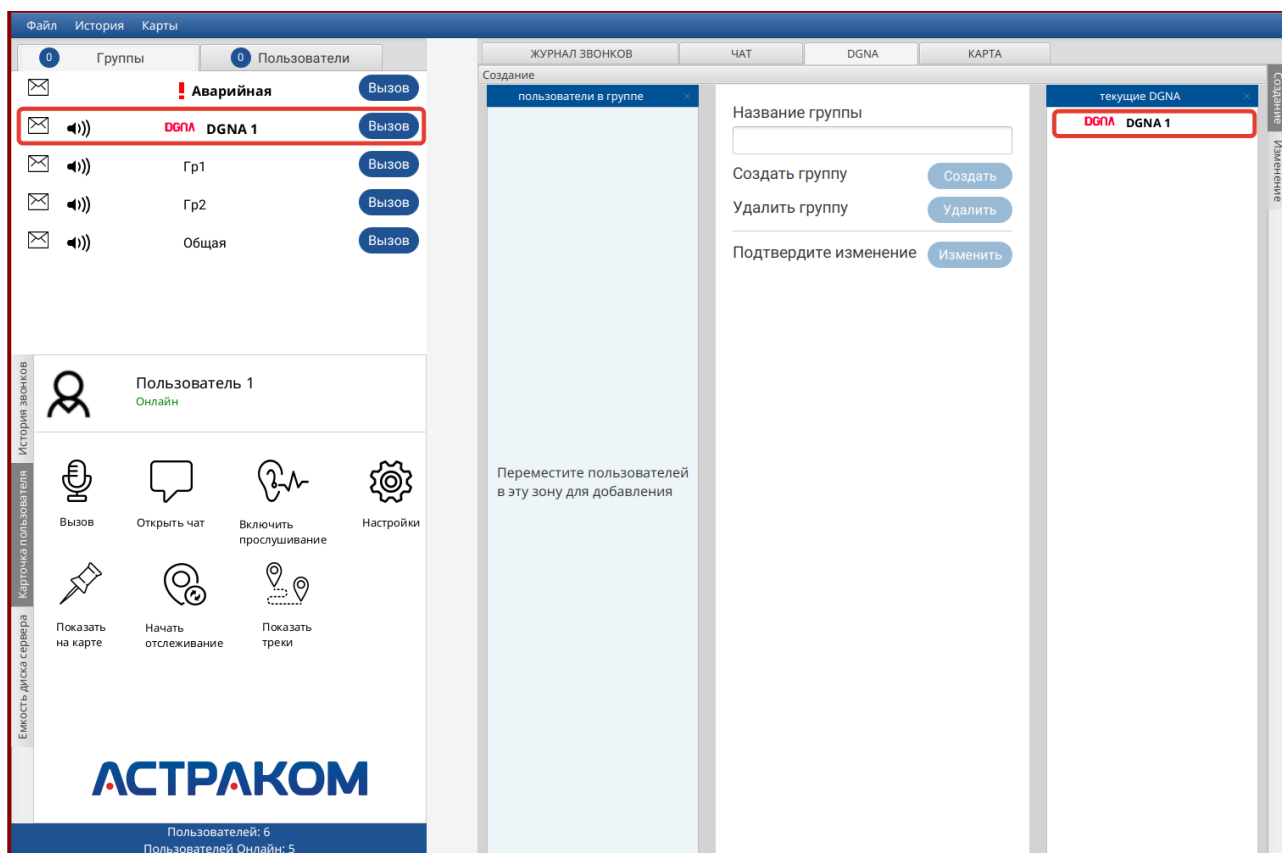 Файл История Карты
0 Группы 0 Пользователи
Аварийная Вызов
DGNA DGNA 1 Вызов
Гр1 Вызов
Гр2 Вызов
Общая Вызов
История звонков
Карточка пользователя
Емкость диска сервера
Пользователь 1
Онлайн
Вызов
Открыть чат
Включить
прослушивание
Настройки
Показать
на карте
Начать
отслеживание
Показать
треки
АСТРАКОМ
Пользователей: 6
Пользователей Онлайн: 5
ЖУРНАЛ ЗВОНКОВ ЧАТ DGNA КАРТА
Создание
пользователи в группе
Переместите пользователей
в эту зону для добавления
Название группы
Создать группу Создать
Удалить группу Удалить
Подтвердите изменение Изменить
текущие DGNA
DGNA DGNA 1
Создание
Изменение